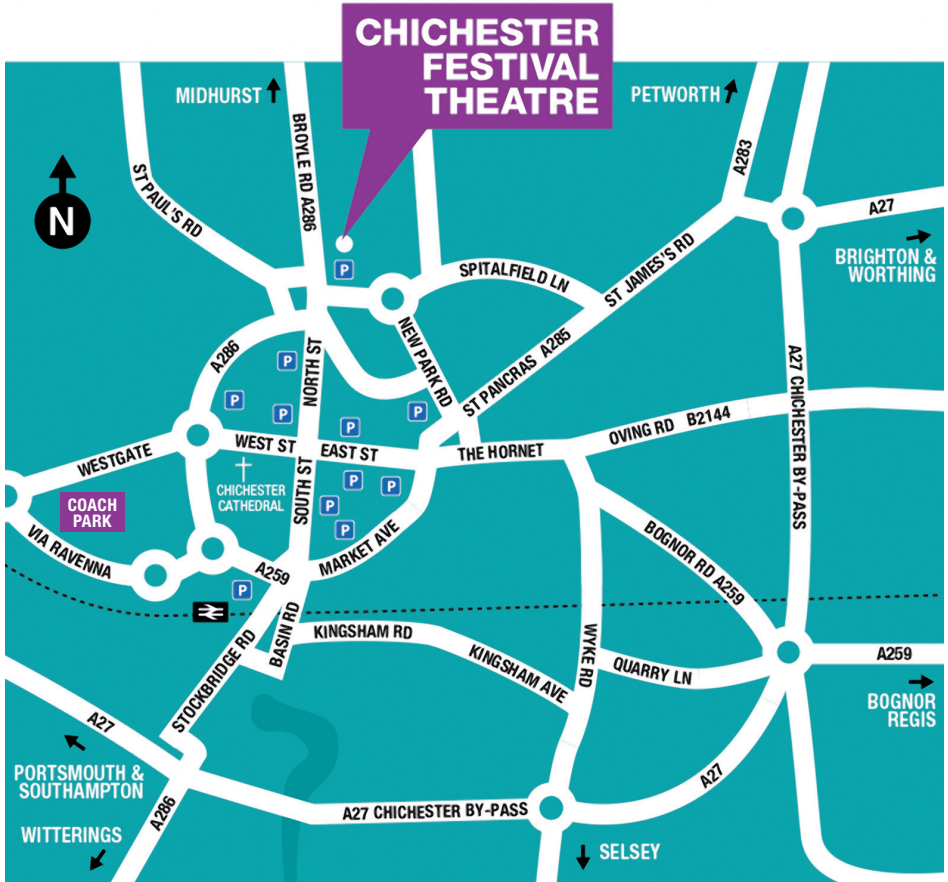 CHICHESTER
FESTIVAL
THEATRE
MIDHURST
PETWORTH
BROYLE RD A286
ST PAUL'S RD
A283
N
A27
BRIGHTON &
WORTHING
P
SPITALFIELD LN
ST JAMES'S RD
A286
NORTH ST
NEW PARK RD
ST PANCRAS A285
A27 CHICHESTER BY-PASS
P
P
P
P
P
OVING RD B2144
WESTGATE
WEST ST
EAST ST
THE HORNET
CHICHESTER
CATHEDRAL
SOUTH ST
P
P
P
P
COACH
PARK
VIA RAVENNA
MARKET AVE
BOGNOR RD A259
A259
P
BASIN RD
STOCKBRIDGE RD
KINGSHAM RD
KINGSHAM AVE
WYKE RD
QUARRY LN
A259
BOGNOR
REGIS
A27
PORTSMOUTH &
SOUTHAMPTON
A286
WITTERINGS
A27 CHICHESTER BY-PASS
A27
SELSEY